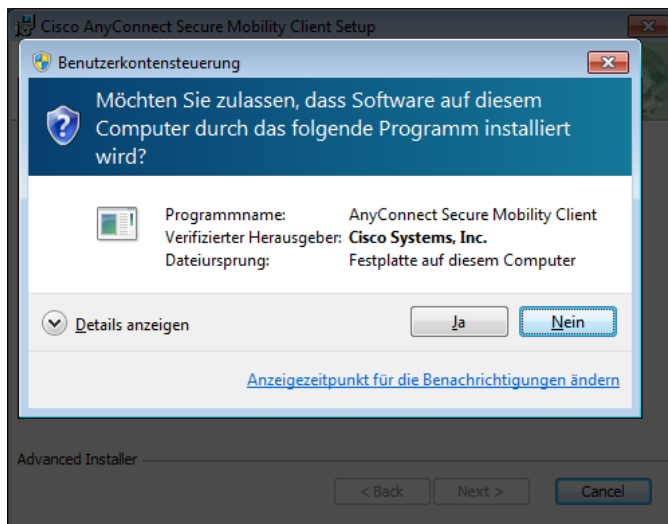 Cisco AnyConnect Secure Mobility Client Setup
Benutzerkontensteuerung
Möchten Sie zulassen, dass Software auf diesem
Computer durch das folgende Programm installiert
wird?
Programmname: AnyConnect Secure Mobility Client
Verifizierter Herausgeber: Cisco Systems, Inc.
Dateiursprung: Festplatte auf diesem Computer
Details anzeigen Ja Nein
Anzeigezeitpunkt für die Benachrichtigungen ändern
Advanced Installer
< Back Next > Cancel